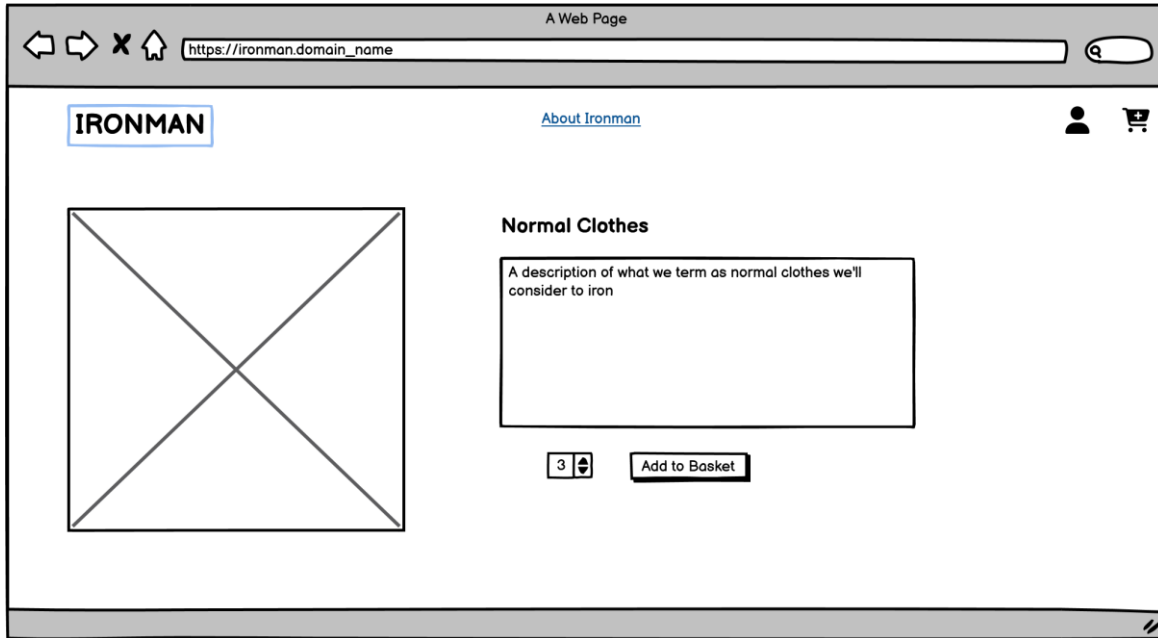 A Web Page
https://ironman.domain_name
IRONMAN
About Ironman
Normal Clothes
A description of what we term as normal clothes we'll
consider to iron
3
Add to Basket